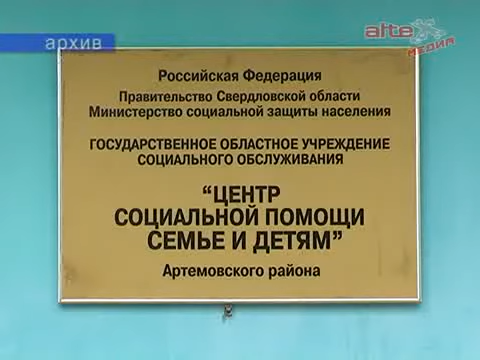 архив
alte
МЕДИА
Российская Федерация
Правительство Свердловской области
Министерство социальной защиты населения
ГОСУДАРСТВЕННОЕ ОБЛАСТНОЕ УЧРЕЖДЕНИЕ
СОЦИАЛЬНОГО ОБСЛУЖИВАНИЯ
“ЦЕНТР
СОЦИАЛЬНОЙ ПОМОЩИ
СЕМЬЕ И ДЕТЯМ”
Артемовского района